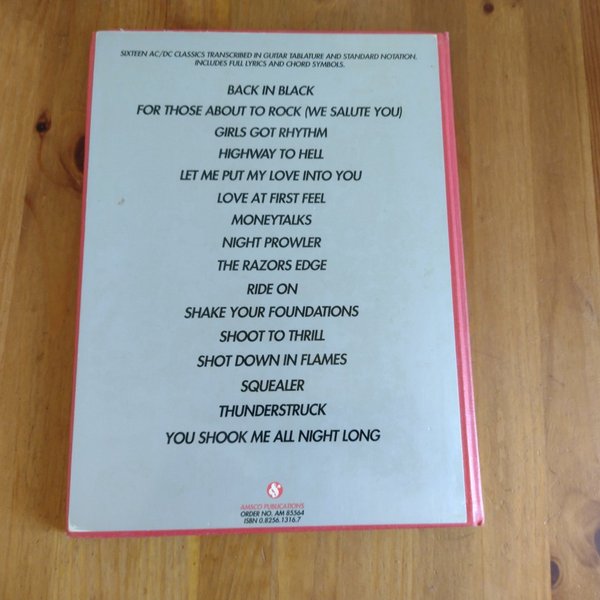 SIXTEEN AC/DC CLASSICS TRANSCRIBED IN GUITAR TABLATURE AND STANDARD NOTATION.
INCLUDES FULL LYRICS AND CHORD SYMBOLS.
BACK IN BLACK
FOR THOSE ABOUT TO ROCK (WE SALUTE YOU)
GIRLS GOT RHYTHM
HIGHWAY TO HELL
LET ME PUT MY LOVE INTO YOU
LOVE AT FIRST FEEL
MONEYTALKS
NIGHT PROWLER
THE RAZORS EDGE
RIDE ON
SHAKE YOUR FOUNDATIONS
SHOOT TO THRILL
SHOT DOWN IN FLAMES
SQUEALER
THUNDERSTRUCK
YOU SHOOK ME ALL NIGHT LONG
AMSCO PUBLICATIONS
ORDER NO. AM 85564
ISBN 0.8256.1316.7